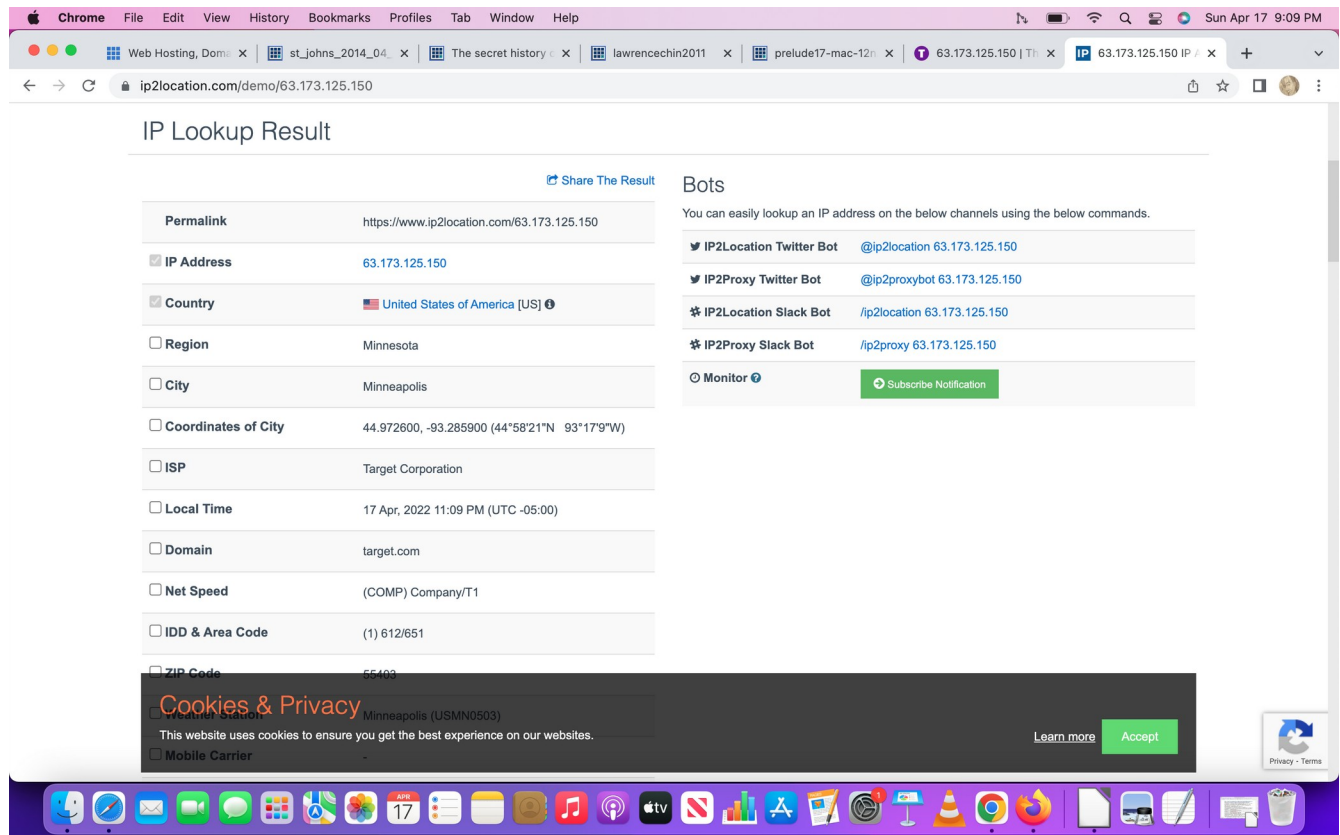 Chrome File Edit View History Bookmarks Profiles Tab Window Help Sun Apr 17 9:09 PM
Web Hosting, Doma st_johns_2014_04_ The secret history lawrencechin2011 prelude17-mac-12n 63.173.125.150 | Th 63.173.125.150 IP A
ip2location.com/demo/63.173.125.150
IP Lookup Result
Share The Result
Permalink https://www.ip2location.com/63.173.125.150
IP Address 63.173.125.150
Country United States of America [US]
Region Minnesota
City Minneapolis
Coordinates of City 44.972600, -93.285900 (44°58'21"N 93°17'9"W)
ISP Target Corporation
Local Time 17 Apr, 2022 11:09 PM (UTC -05:00)
Domain target.com
Net Speed (COMP) Company/T1
IDD & Area Code (1) 612/651
ZIP Code 55403
Weather Station Minneapolis (USMN0503)
Mobile Carrier -
Bots
You can easily lookup an IP address on the below channels using the below commands.
IP2Location Twitter Bot @ip2location 63.173.125.150
IP2Proxy Twitter Bot @ip2proxybot 63.173.125.150
IP2Location Slack Bot /ip2location 63.173.125.150
IP2Proxy Slack Bot /ip2proxy 63.173.125.150
Monitor Subscribe Notification
Cookies & Privacy
This website uses cookies to ensure you get the best experience on our websites.
Learn more Accept
Privacy - Terms
APR
17
tv